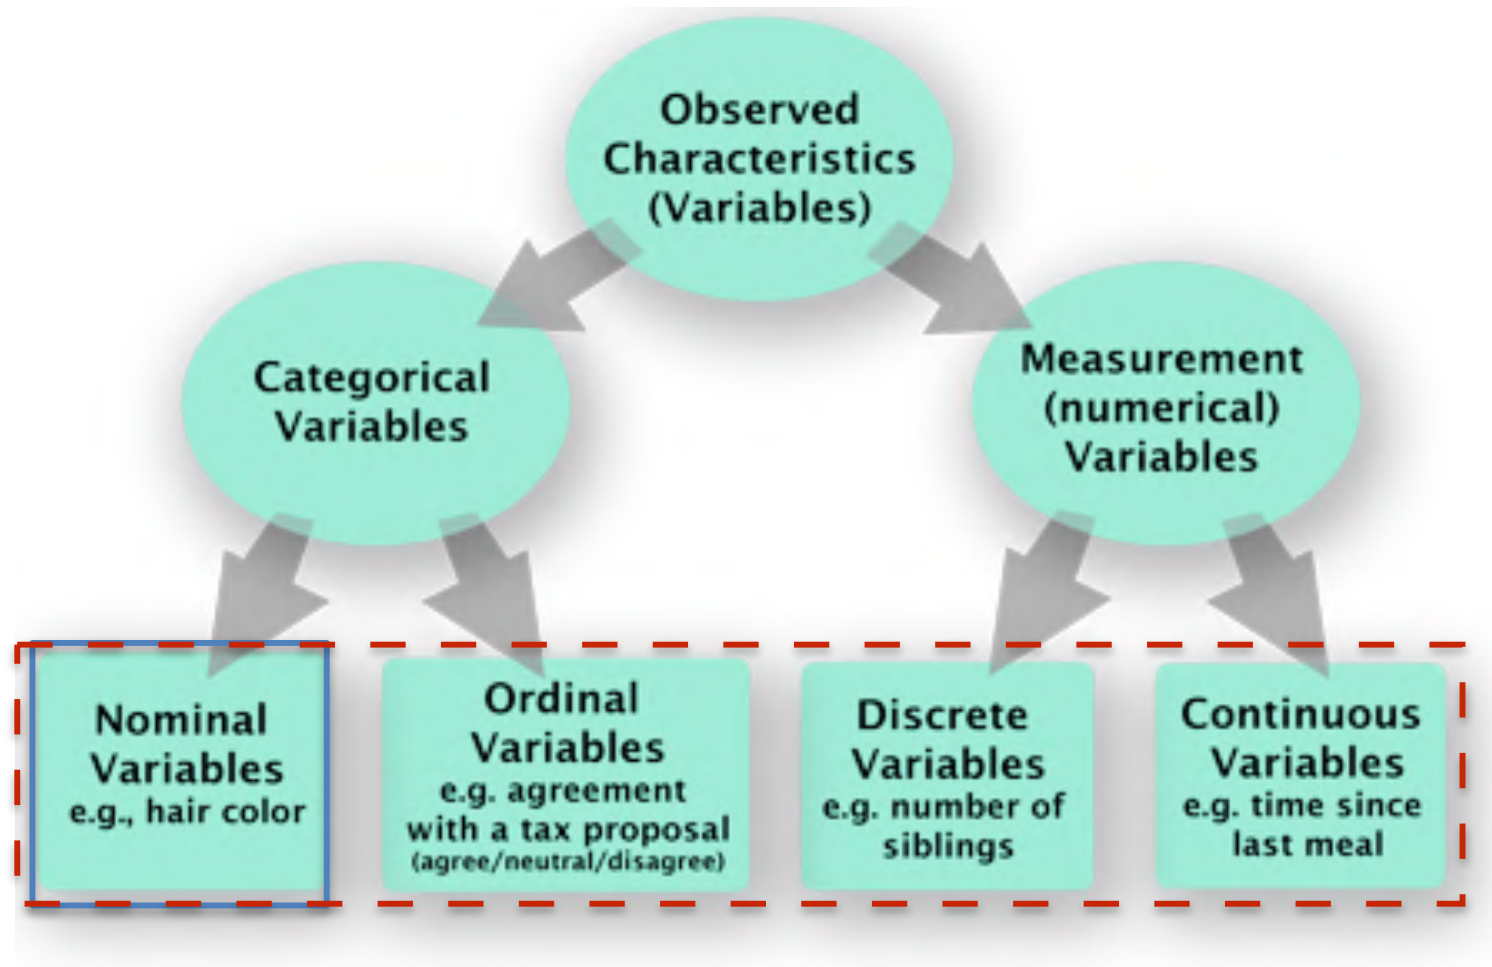 Observed
Characteristics
(Variables)
Categorical
Variables
Measurement
(numerical)
Variables
Nominal
Variables
e.g., hair color
Ordinal
Variables
e.g. agreement
with a tax proposal
(agree/neutral/disagree)
Discrete
Variables
e.g. number of
siblings
Continuous
Variables
e.g. time since
last meal